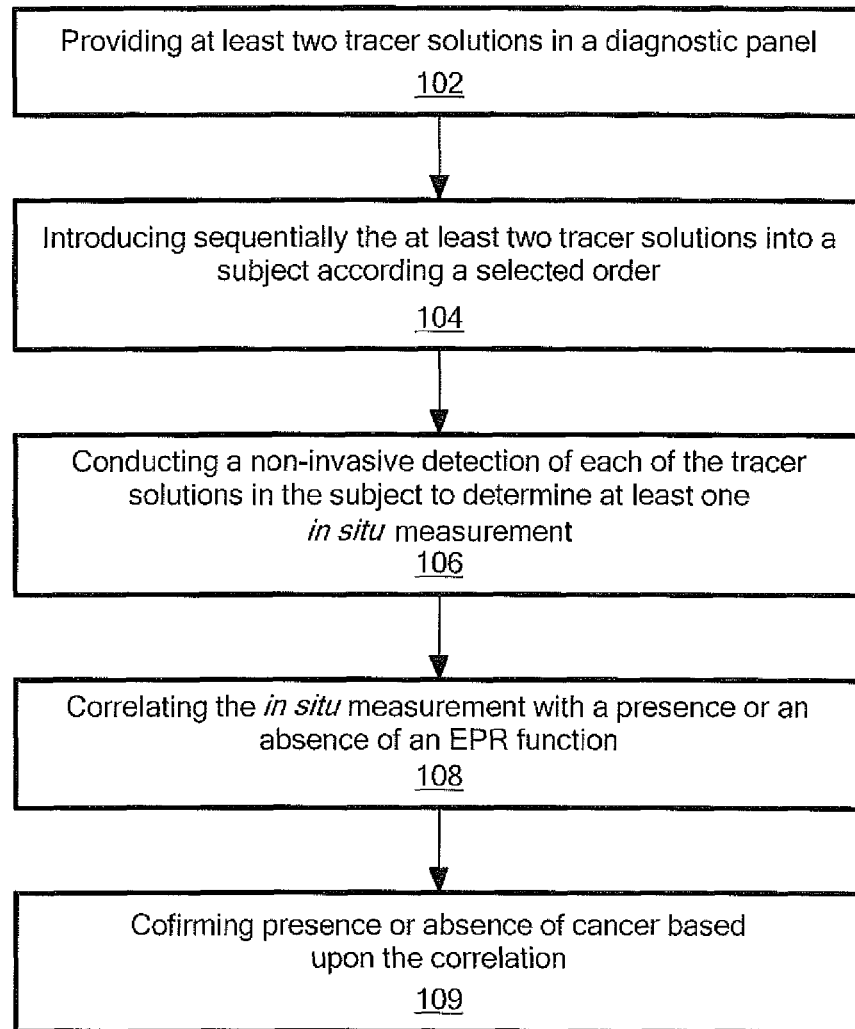 Providing at least two tracer solutions in a diagnostic panel
102
Introducing sequentially the at least two tracer solutions into a
subject according a selected order
104
Conducting a non-invasive detection of each of the tracer
solutions in the subject to determine at least one
in situ measurement
106
Correlating the in situ measurement with a presence or an
absence of an EPR function
108
Cofirming presence or absence of cancer based
upon the correlation
109